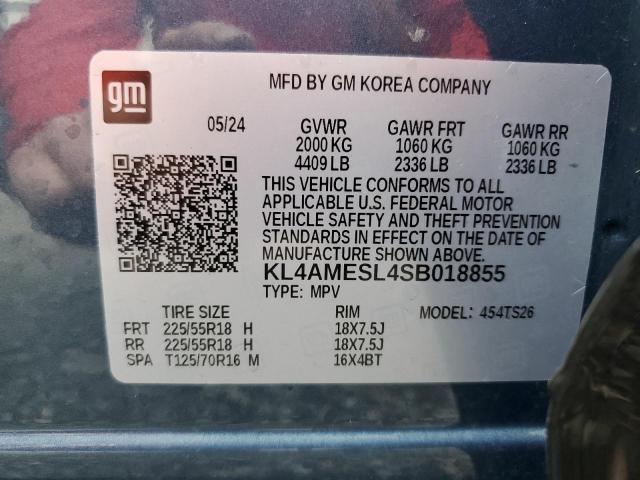 gm
MFD BY GM KOREA COMPANY
05/24 GVWR GAWR FRT GAWR RR
2000 KG 1060 KG 1060 KG
4409 LB 2336 LB 2336 LB
THIS VEHICLE CONFORMS TO ALL
APPLICABLE U.S. FEDERAL MOTOR
VEHICLE SAFETY AND THEFT PREVENTION
STANDARDS IN EFFECT ON THE DATE OF
MANUFACTURE SHOWN ABOVE.
KL4AMESL4SB018855
TYPE: MPV
TIRE SIZE RIM MODEL: 454TS26
FRT 225/55R18 H 18X7.5J
RR 225/55R18 H 18X7.5J
SPA T125/70R16 M 16X4BT